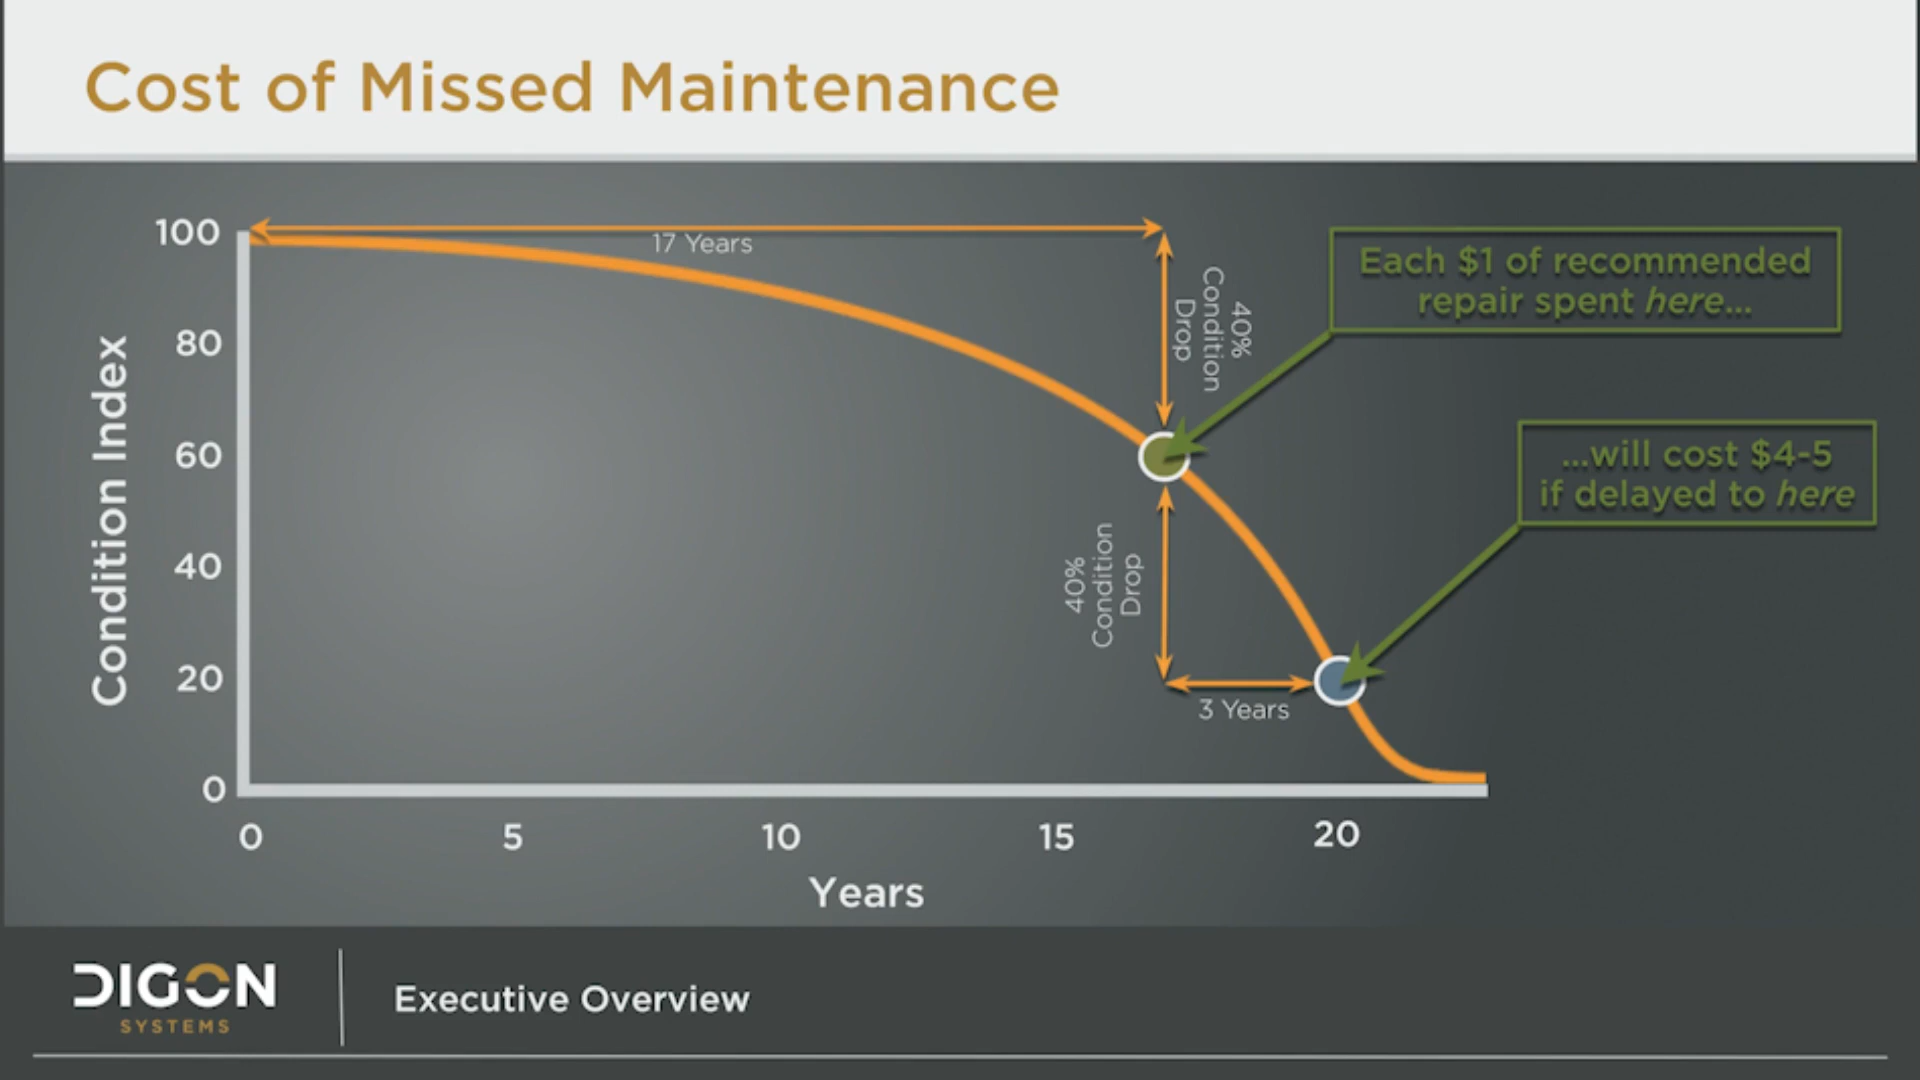 Cost of Missed Maintenance
100
80
60
40
20
0
Condition Index
17 Years
40%
Condition
Drop
Each $1 of recommended
repair spent here...
...will cost $4-5
if delayed to here
40%
Condition
Drop
3 Years
0
5
10
15
20
Years
DIGON
SYSTEMS
Executive Overview